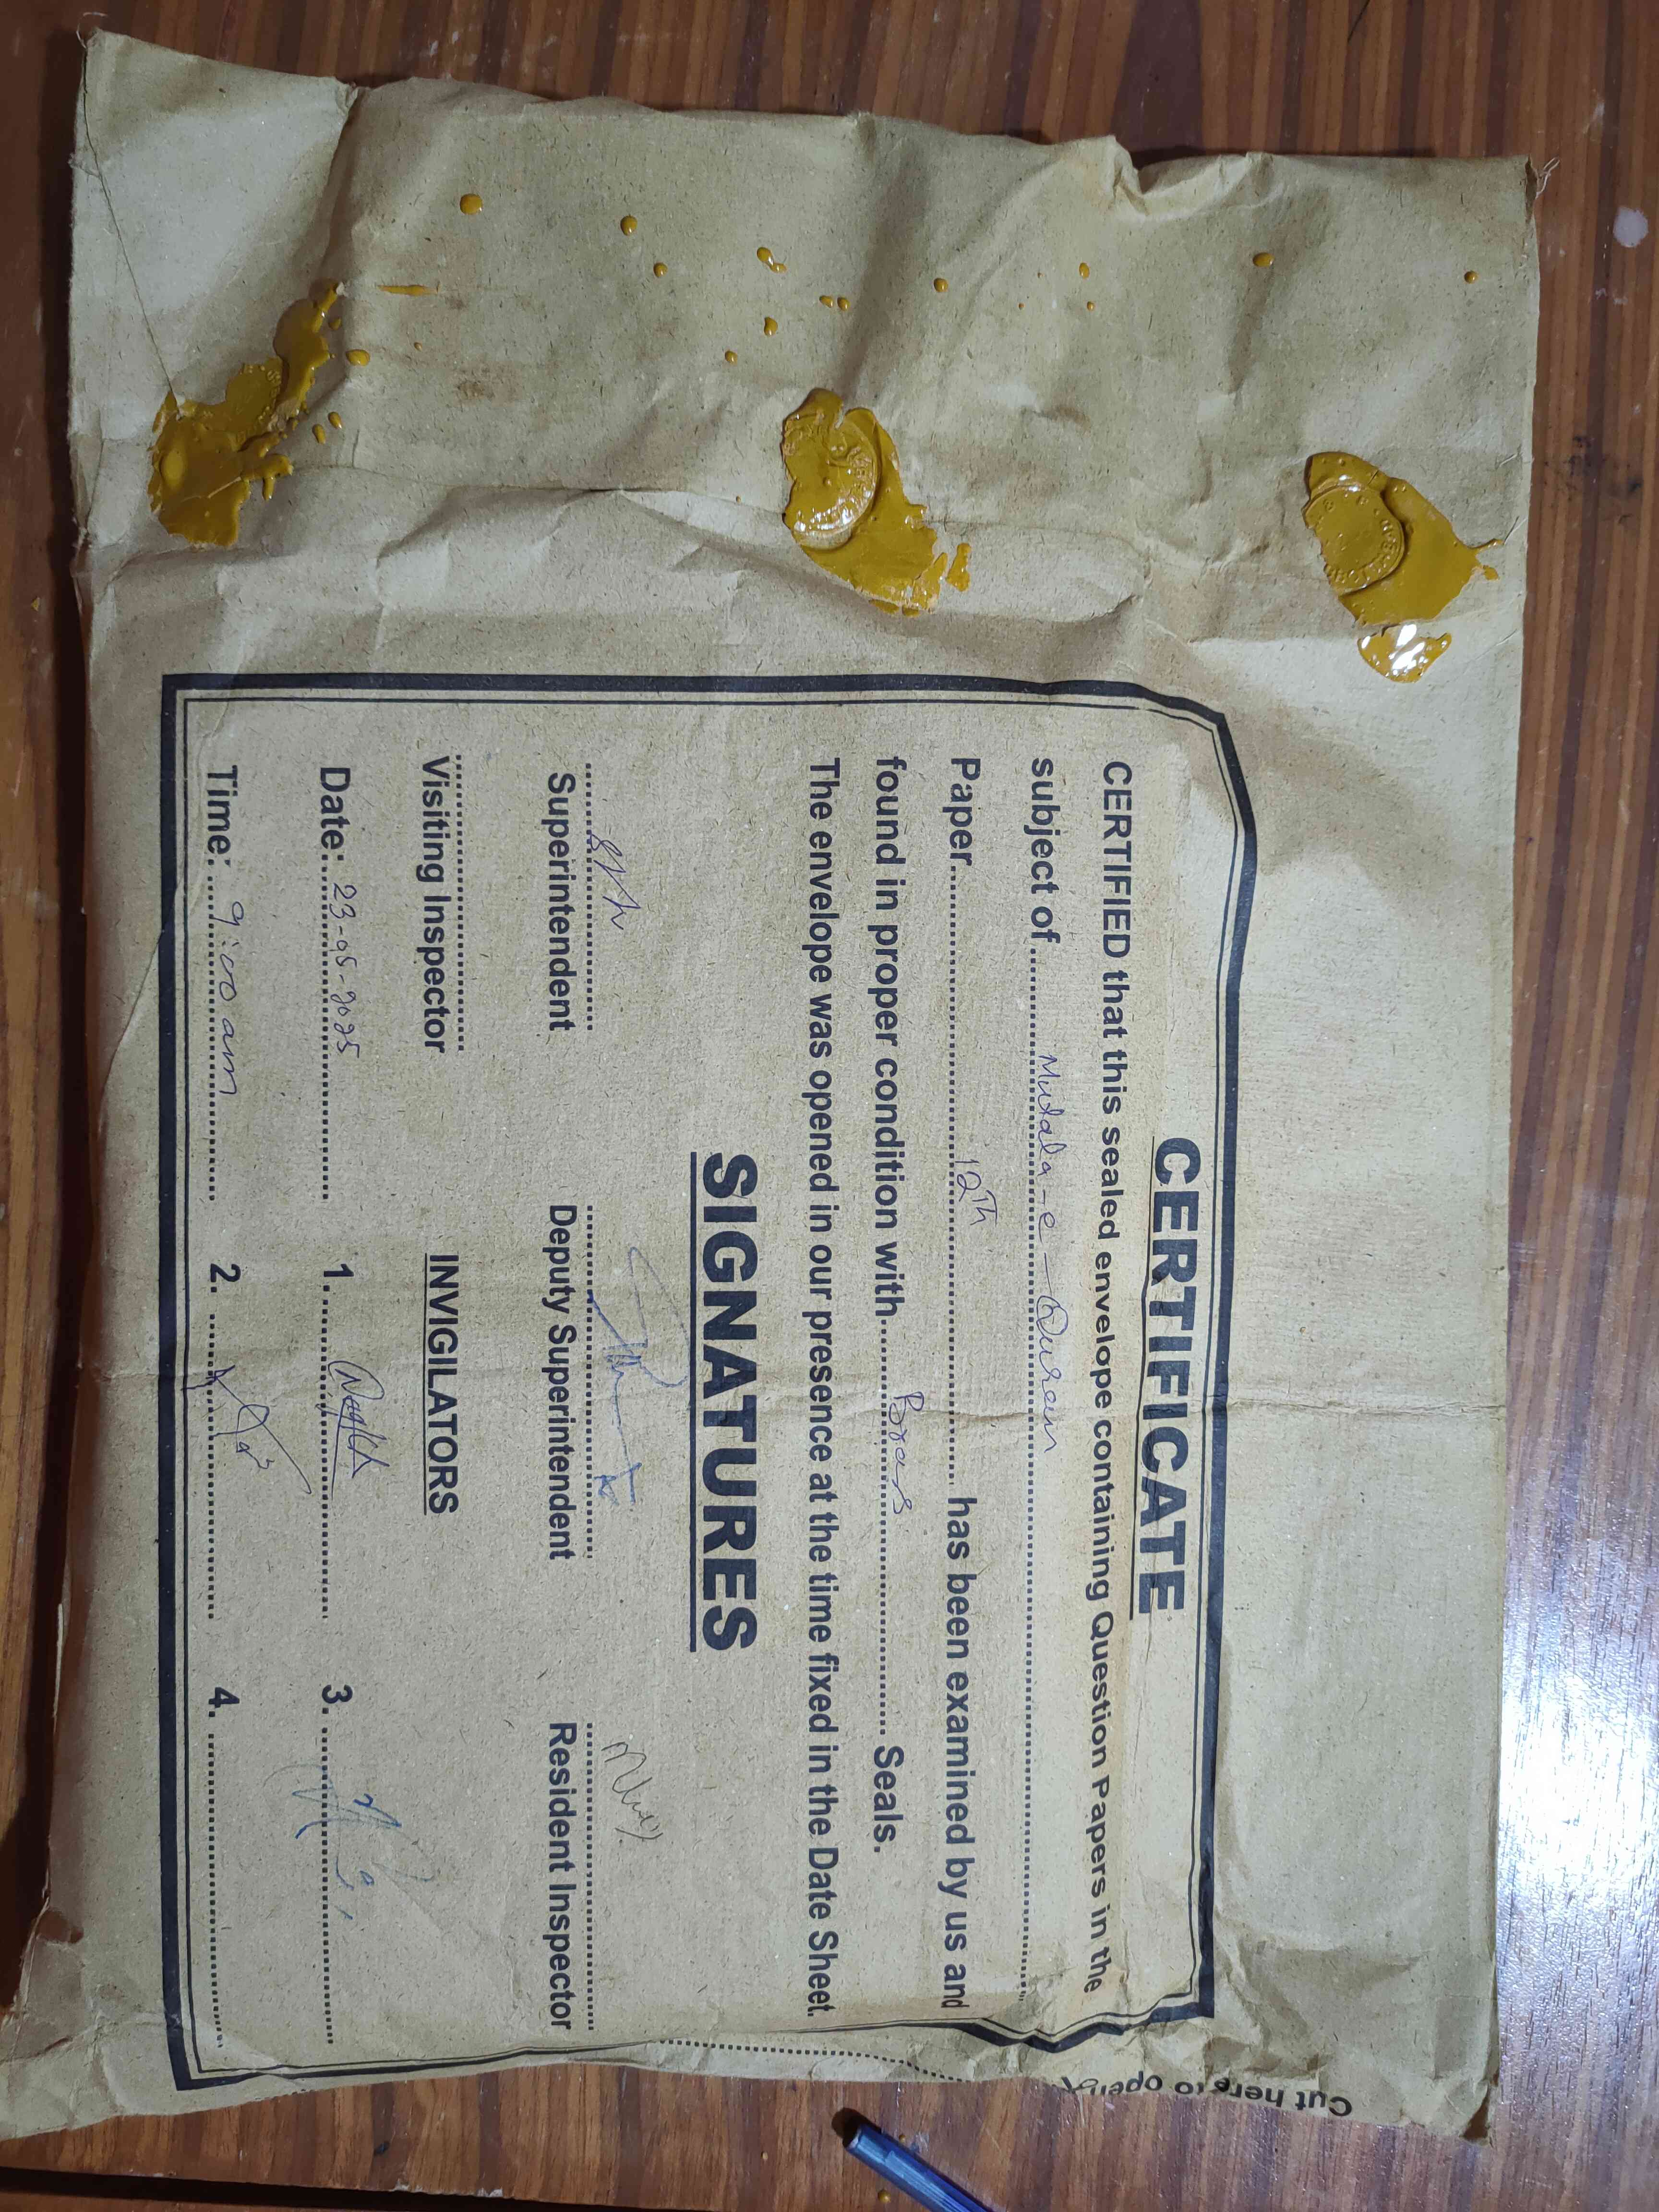 CERTIFICATE
CERTIFIED that this sealed envelope containing Question Papers in the
subject of Mutala-e-Quran
Paper 12Th has been examined by us and
found in proper condition with Brass Seals.
The envelope was opened in our presence at the time fixed in the Date Sheet.
SIGNATURES
Superintendent Deputy Superintendent Resident Inspector
Visiting Inspector INVIGILATORS
Date: 23-05-2025 1. 3.
Time: 9:00 am 2. 4.
Cut here to open